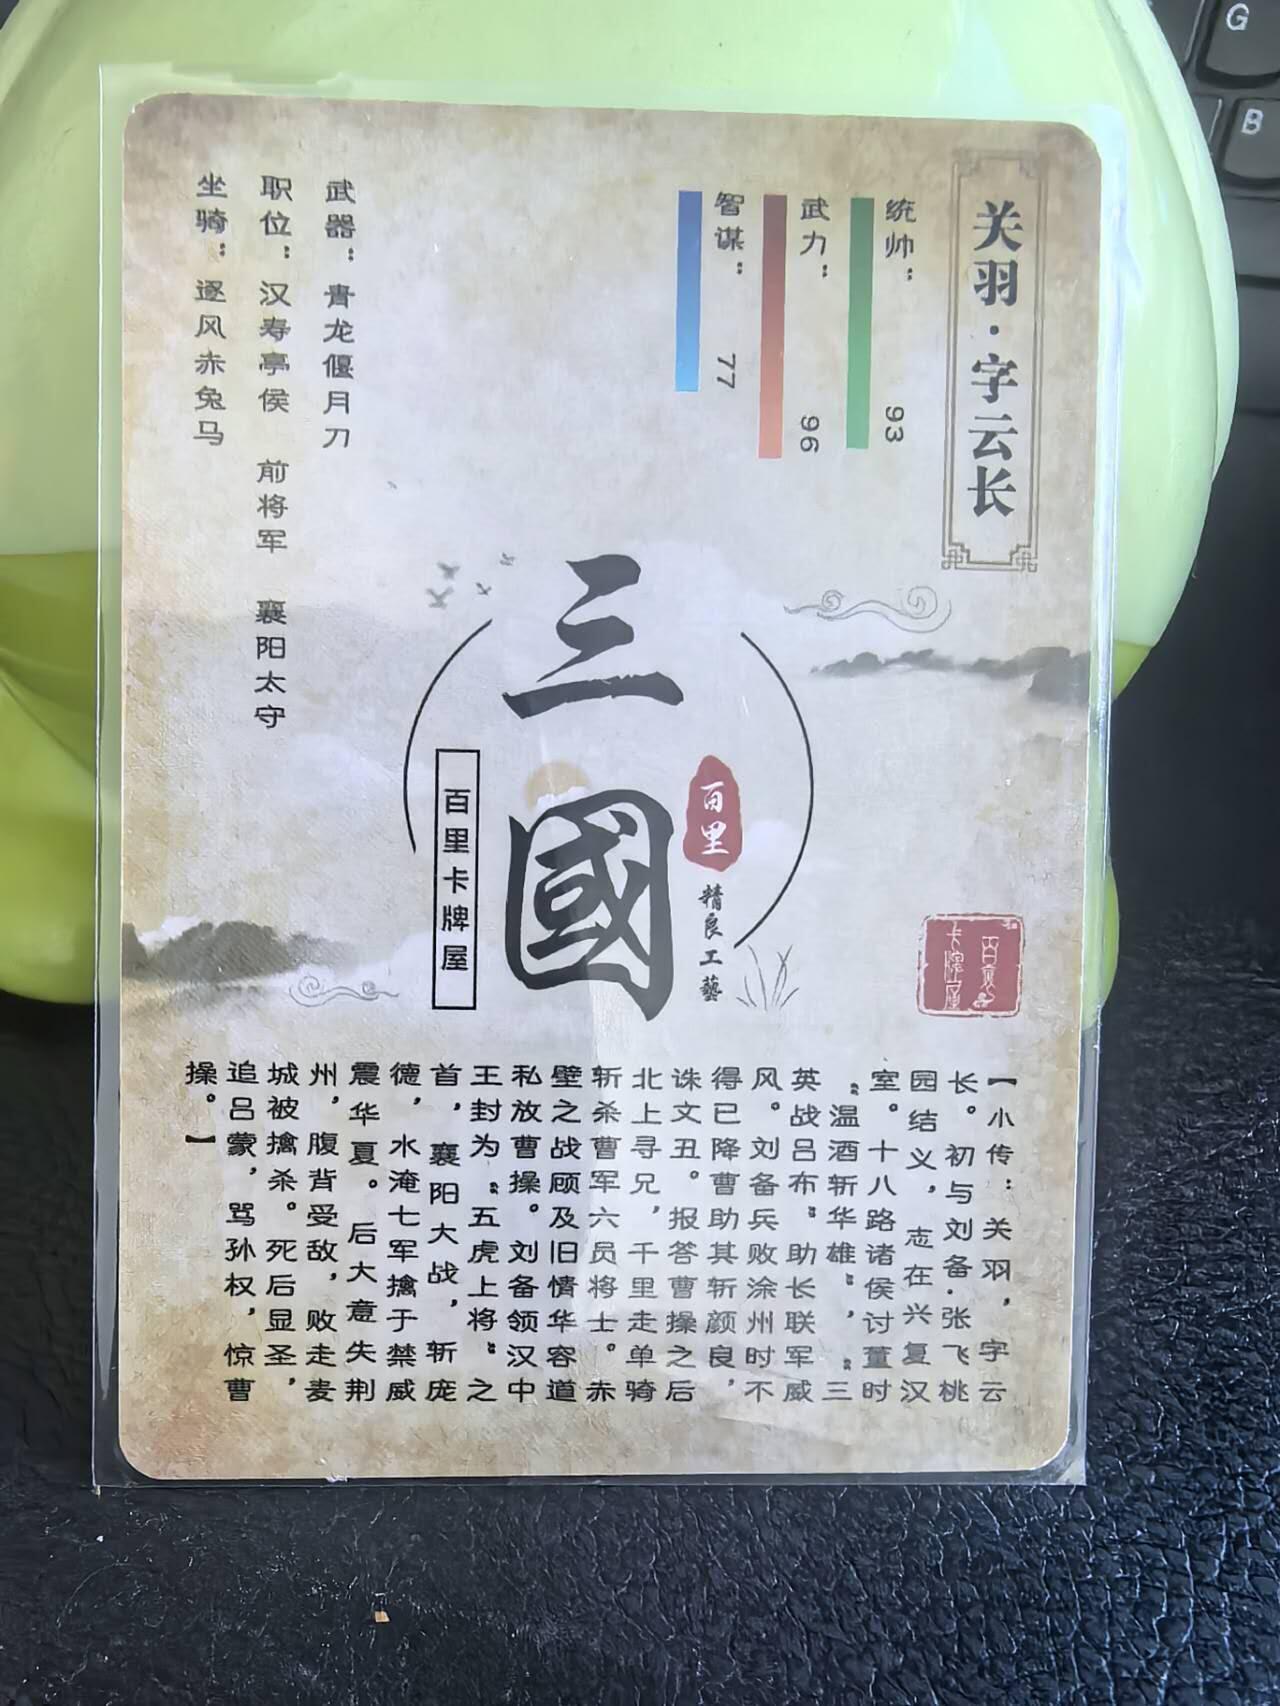 关羽·字云长
统帅： 93
武力： 96
智谋： 77
武器：青龙偃月刀
职位：汉寿亭侯 前将军 襄阳太守
坐骑：逐风赤兔马
三國
百里
精良工藝
百里卡牌屋
百里
卡牌屋
【小传：关羽，字云
长。初与刘备·张飞桃
园结义，志在兴复汉
室。十八路诸侯讨董时
“温酒斩华雄”，“三
英战吕布”助长联军威
风。刘备兵败涂州时不
得已降曹助其斩颜良，
诛文丑。报答曹操之后
北上寻兄，千里走单骑
斩杀曹军六员将士。赤
壁之战顾及旧情华容道
私放曹操。刘备领汉中
王封为“五虎上将”之
首，襄阳大战，斩庞
德，水淹七军擒于禁威
震华夏。后大意失荆
州，腹背受敌，败走麦
城被擒杀。死后显圣，
追吕蒙，骂孙权，惊曹
操。】
G
B